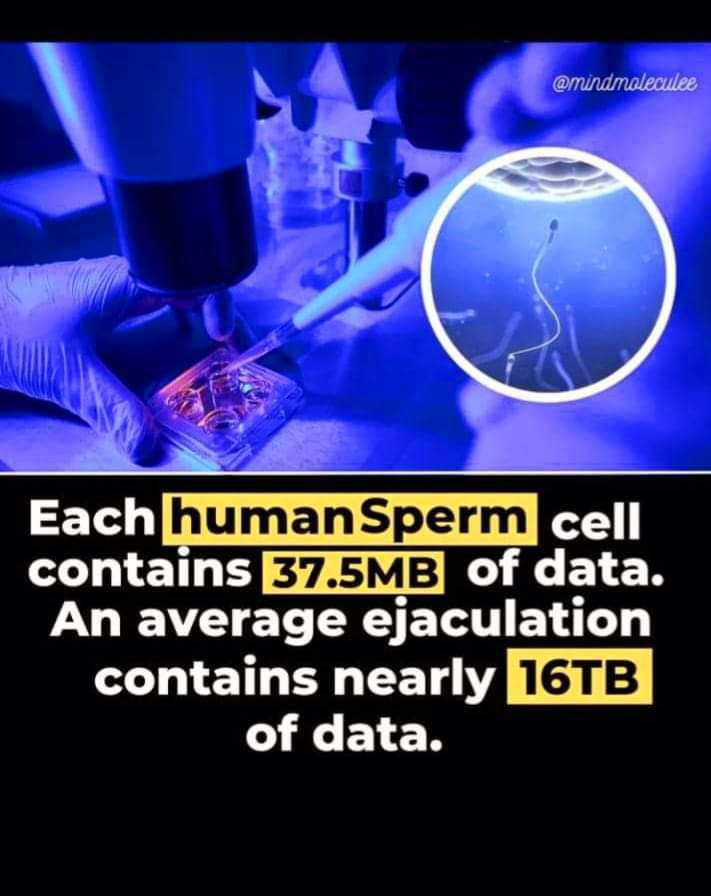 @mindmoleculee
Each human Sperm cell
contains 37.5MB of data.
An average ejaculation
contains nearly 16TB
of data.